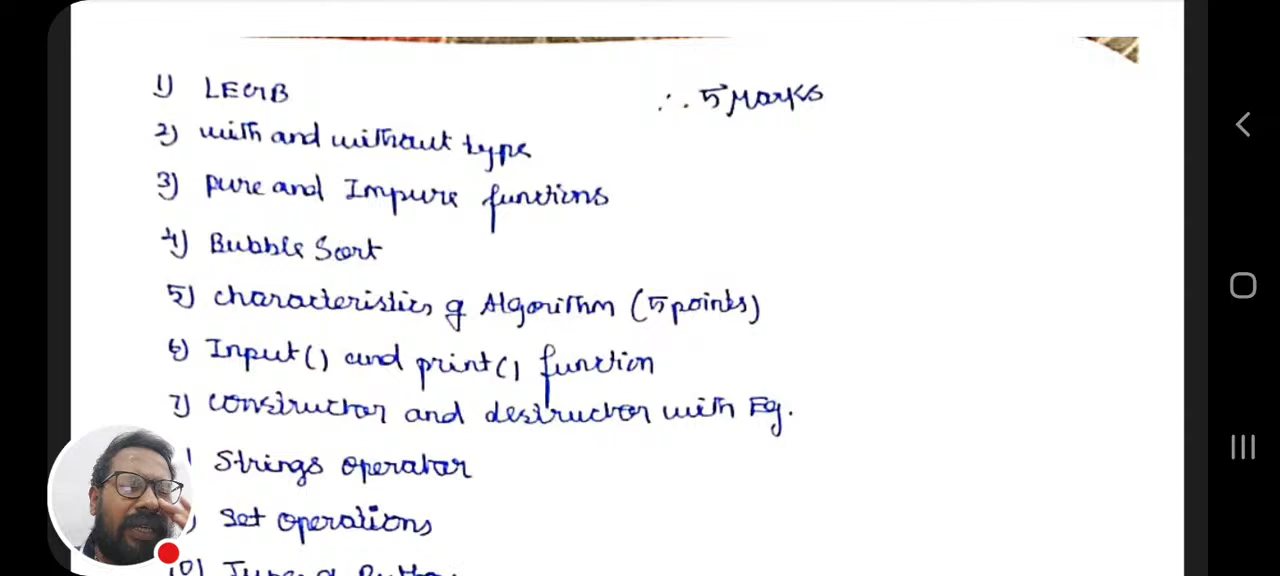 1) LEGB
∴ 5 Marks
2) with and without type
3) pure and Impure functions
4) Bubble Sort
5) characteristics of Algorithm (5 points)
6) Input() and print() function
7) constructor and destructor with Eg.
) Strings operator
) Set operations
10)